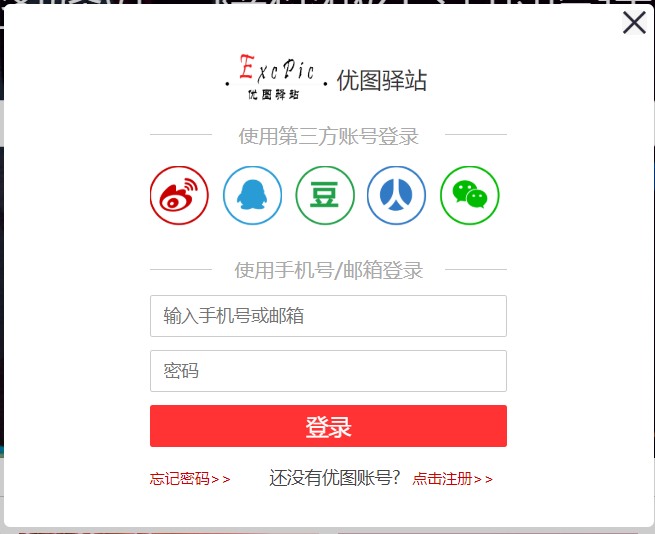 ExcPic
优图驿站
· · 优图驿站
使用第三方账号登录
豆
使用手机号/邮箱登录
输入手机号或邮箱
密码
登录
忘记密码>> 还没有优图账号? 点击注册>>